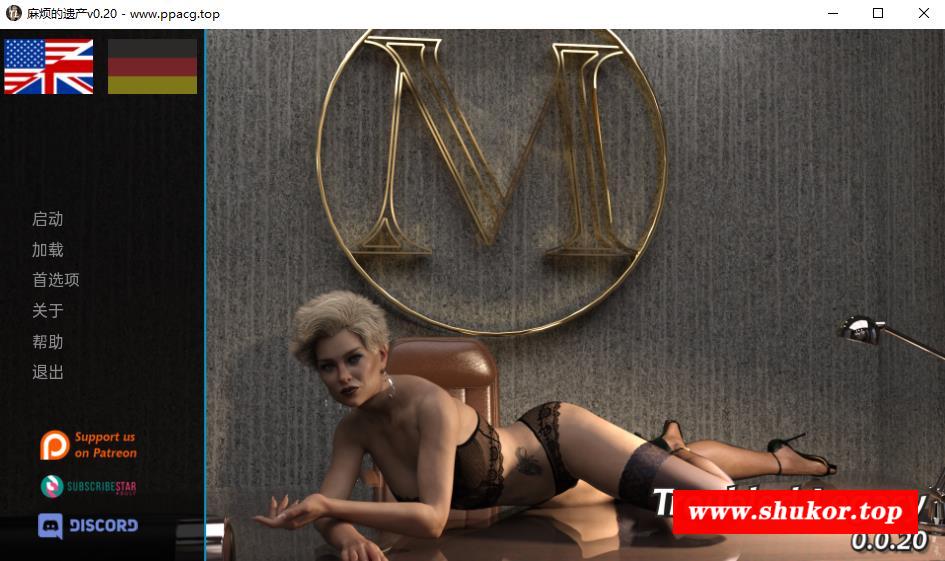 麻烦的遗产v0.20 - www.ppacg.top
M
启动
加载
首选项
关于
帮助
退出
Support us
on Patreon
SUBSCRIBESTAR
DISCORD
www.shukor.top
0.0.20